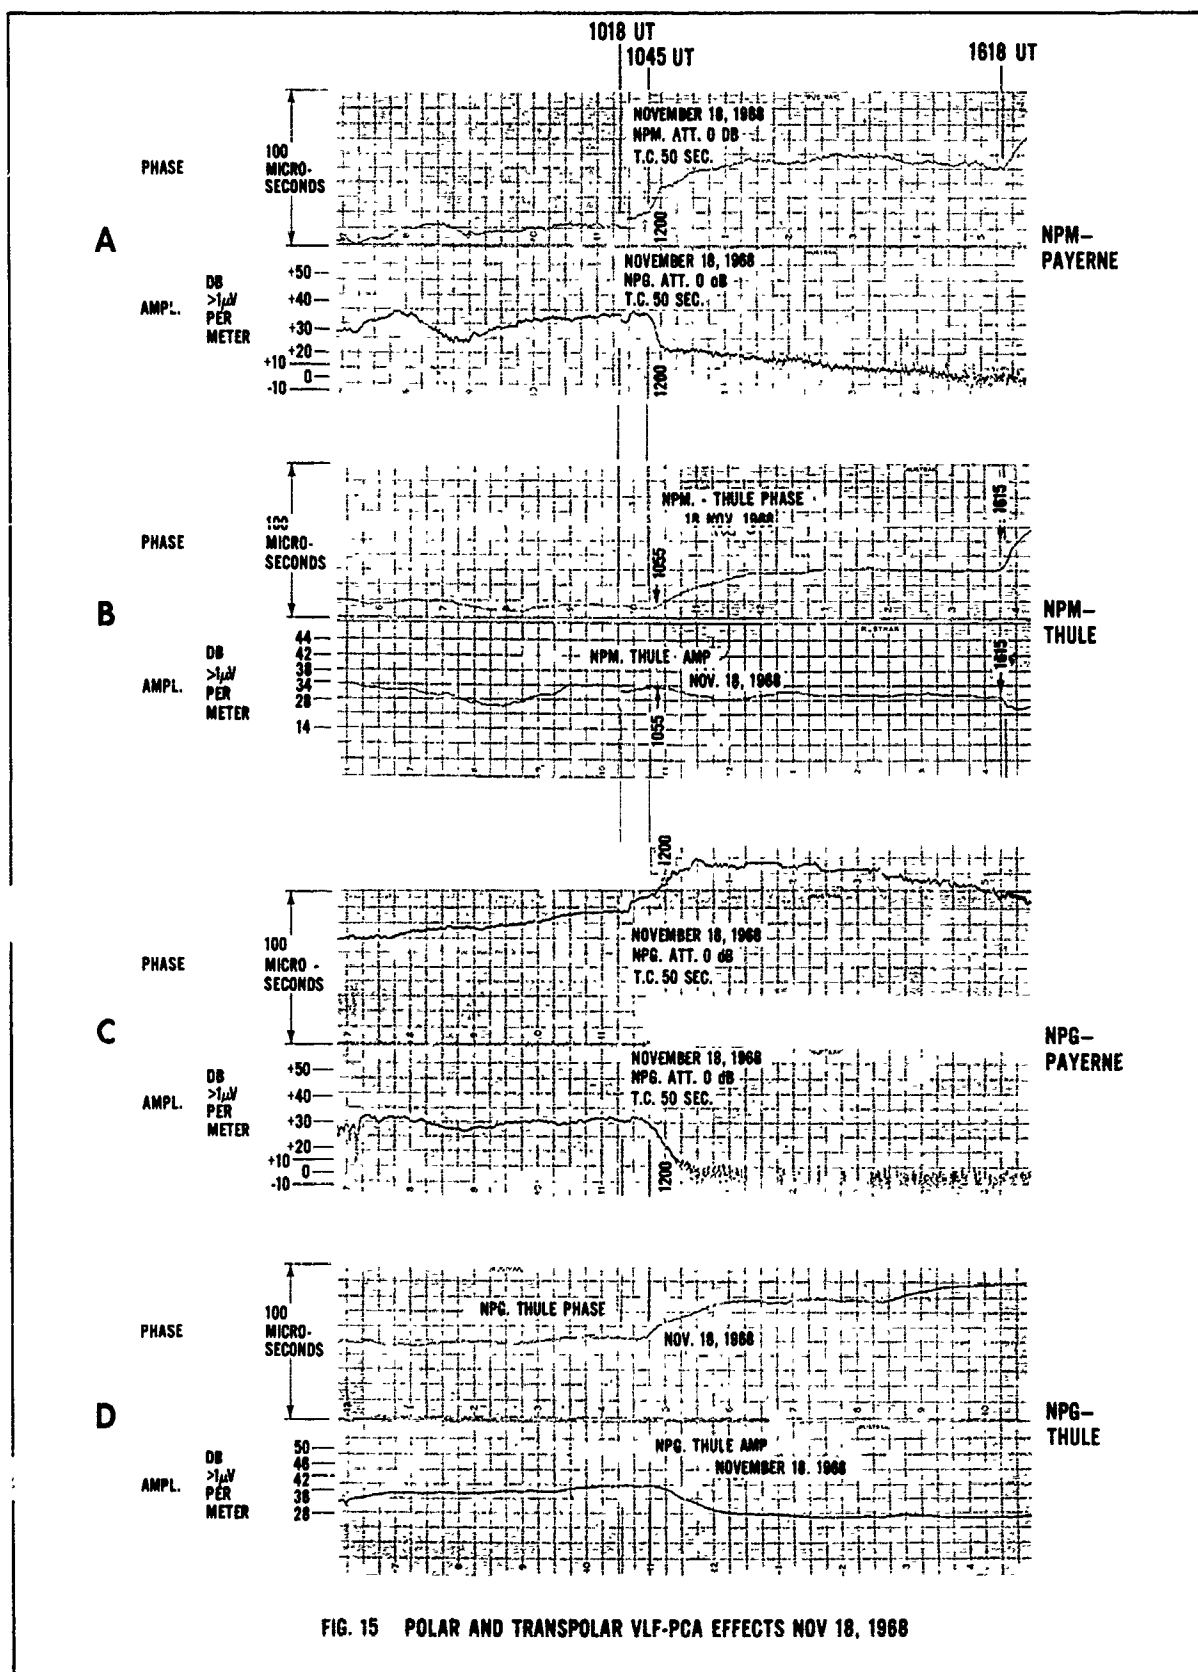 1018 UT
1045 UT
1618 UT
NOVEMBER 18, 1968
NPM. ATT. 0 DB
T.C. 50 SEC.
PHASE
100
MICRO-
SECONDS
1200
A
NPM-
PAYERNE
NOVEMBER 18, 1968
NPG. ATT. 0 dB
T.C. 50 SEC.
AMPL.
DB
>1μV
PER
METER
+50
+40
+30
+20
+10
0
-10
1200
NPM. - THULE PHASE
18 NOV 1968
PHASE
100
MICRO-
SECONDS
1055
1615
B
NPM-
THULE
NPM. THULE AMP
NOV. 18, 1968
AMPL.
DB
>1μV
PER
METER
44
42
38
34
28
14
1055
1615
1200
NOVEMBER 18, 1968
NPG. ATT. 0 dB
T.C. 50 SEC.
PHASE
100
MICRO-
SECONDS
C
NPG-
PAYERNE
NOVEMBER 18, 1968
NPG. ATT. 0 dB
T.C. 50 SEC.
AMPL.
DB
>1μV
PER
METER
+50
+40
+30
+20
+10
0
-10
1200
NPG. THULE PHASE
NOV. 18, 1968
PHASE
100
MICRO-
SECONDS
D
NPG-
THULE
NPG. THULE AMP
NOVEMBER 18. 1968
AMPL.
DB
>1μV
PER
METER
50
46
42
36
28
FIG. 15 POLAR AND TRANSPOLAR VLF-PCA EFFECTS NOV 18, 1968